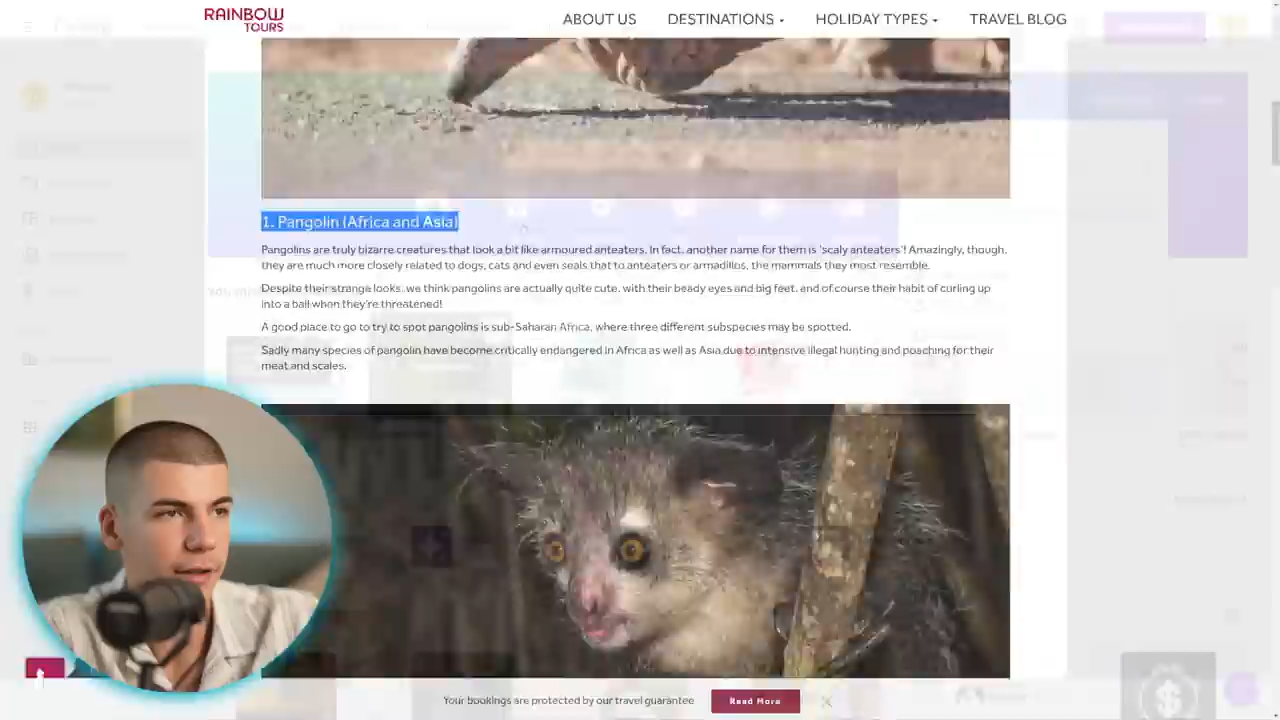 RAINBOW
TOURS
ABOUT US
DESTINATIONS
HOLIDAY TYPES
TRAVEL BLOG
1. Pangolin (Africa and Asia)
Pangolins are truly bizarre creatures that look a bit like armoured anteaters. In fact, another name for them is 'scaly anteaters'! Amazingly, though,
they are much more closely related to dogs, cats and even seals that to anteaters or armadillos, the mammals they most resemble.
Despite their strange looks, we think pangolins are actually quite cute, with their beady eyes and big feet, and of course their habit of curling up
into a ball when they're threatened!
A good place to go to try to spot pangolins is sub-Saharan Africa, where three different subspecies may be spotted.
Sadly many species of pangolin have become critically endangered in Africa as well as Asia due to intensive illegal hunting and poaching for their
meat and scales.
Your bookings are protected by our travel guarantee
Read More